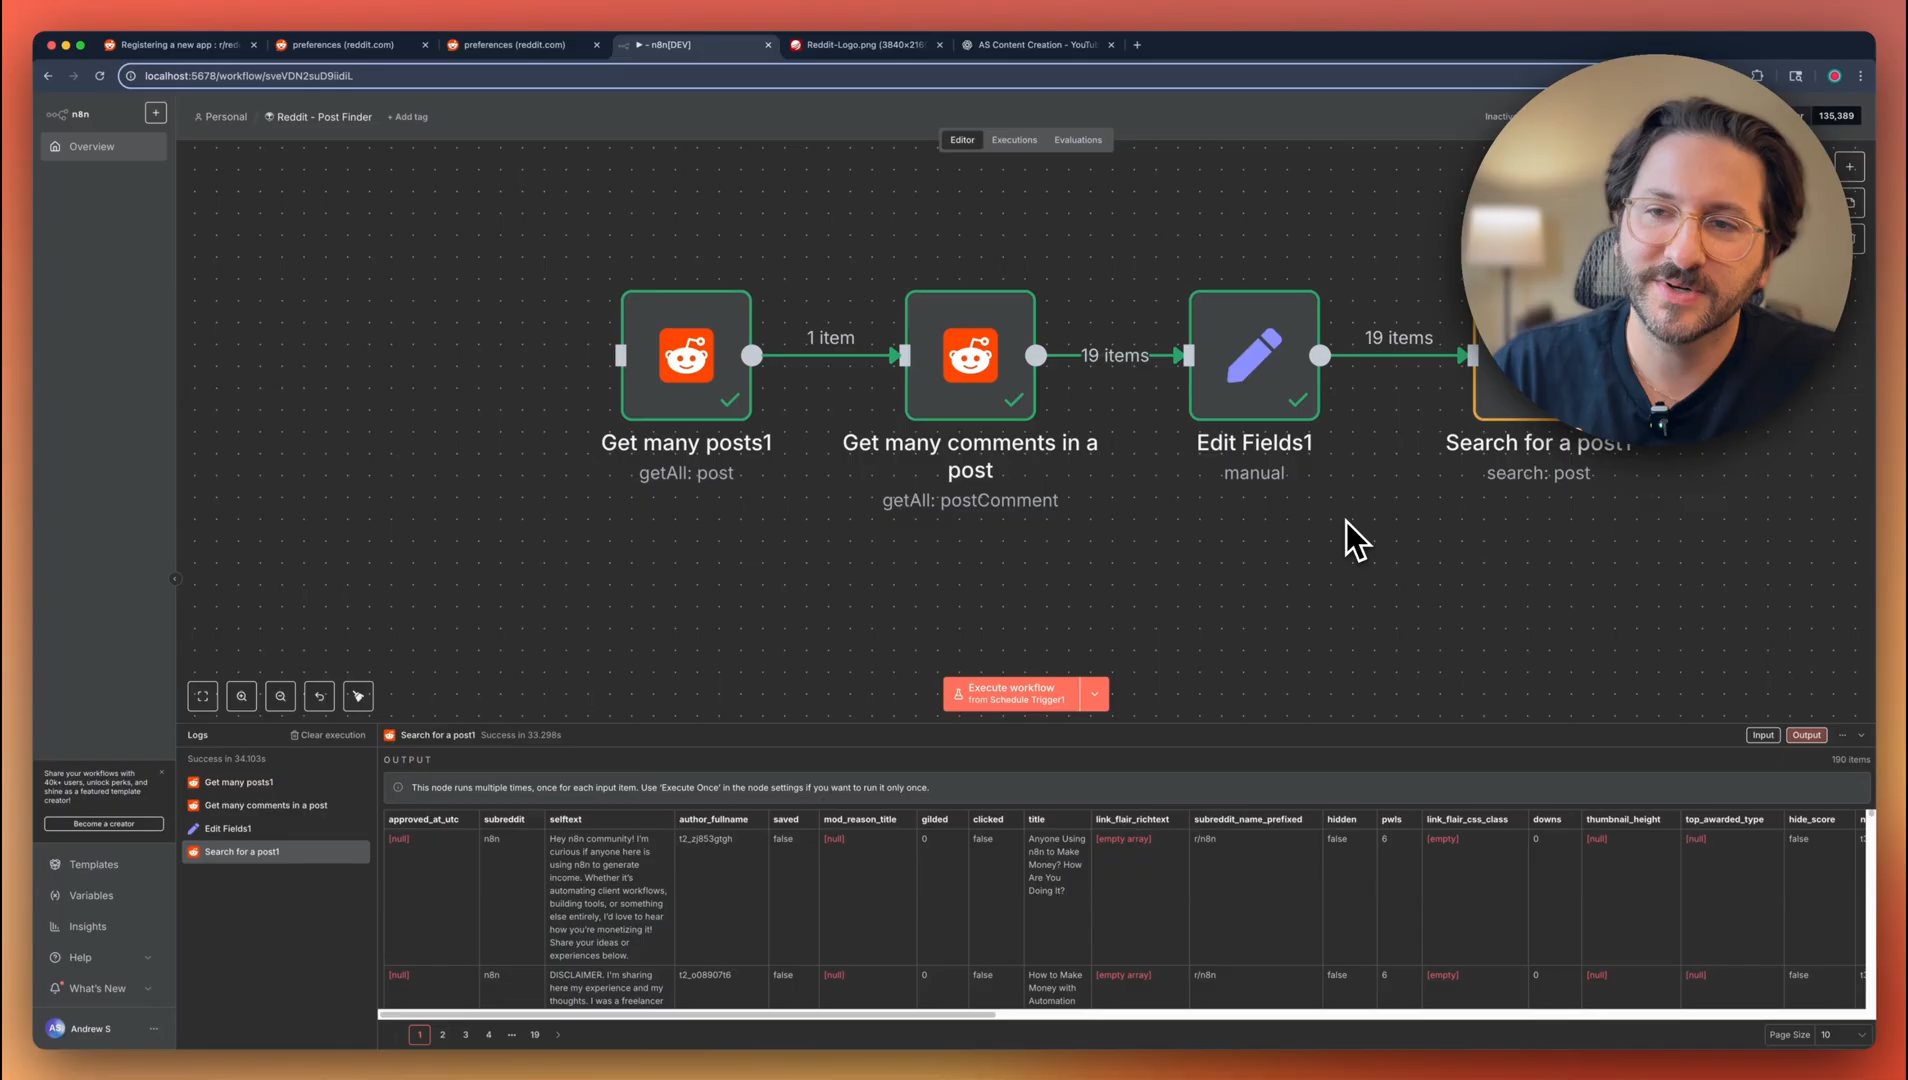 Registering a new app : r/red
preferences (reddit.com)
preferences (reddit.com)
- n8n[DEV]
Reddit-Logo.png (3840×216
AS Content Creation - YouTub
localhost:5678/workflow/sveVDN2suD9iidiL
n8n
Personal / Reddit - Post Finder + Add tag
135,389
Overview
Editor Executions Evaluations
1 item
19 items
19 items
Get many posts1
getAll: post
Get many comments in a
post
getAll: postComment
Edit Fields1
manual
Search for a post1
search: post
Execute workflow
from Schedule Trigger1
Logs
Clear execution
Success in 34.103s
Get many posts1
Get many comments in a post
Edit Fields1
Search for a post1
Search for a post1 Success in 33.298s
Input Output
OUTPUT
190 items
This node runs multiple times, once for each input item. Use 'Execute Once' in the node settings if you want to run it only once.
approved_at_utc subreddit selftext author_fullname saved mod_reason_title gilded clicked title link_flair_richtext subreddit_name_prefixed hidden pwls link_flair_css_class downs thumbnail_height top_awarded_type hide_score
[null] n8n Hey n8n community! I'm t2_zj853gtgh false [null] 0 false Anyone Using [empty array] r/n8n false 6 [empty] 0 [null] [null] false
curious if anyone here is n8n to Make
using n8n to generate Money? How
income. Whether it's Are You
automating client workflows, Doing It?
building tools, or something
else entirely, I'd love to hear
how you're monetizing it!
Share your ideas or
experiences below.
[null] n8n DISCLAIMER. I'm sharing t2_o08907t6 false [null] 0 false How to Make [empty array] r/n8n false 6 [empty] 0 [null] [null] false
here my experience and my Money with
thoughts. I was a freelancer Automation
1 2 3 4 ··· 19
Page Size 10
Share your workflows with
40k+ users, unlock perks, and
shine as a featured template
creator!
Become a creator
Templates
Variables
Insights
Help
What's New
AS Andrew S